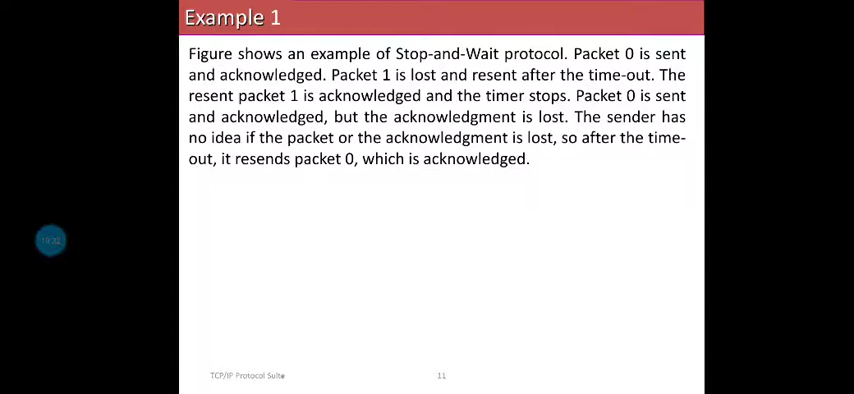 Example 1
Figure shows an example of Stop-and-Wait protocol. Packet 0 is sent
and acknowledged. Packet 1 is lost and resent after the time-out. The
resent packet 1 is acknowledged and the timer stops. Packet 0 is sent
and acknowledged, but the acknowledgment is lost. The sender has
no idea if the packet or the acknowledgment is lost, so after the time-
out, it resends packet 0, which is acknowledged.
TCP/IP Protocol Suite
11